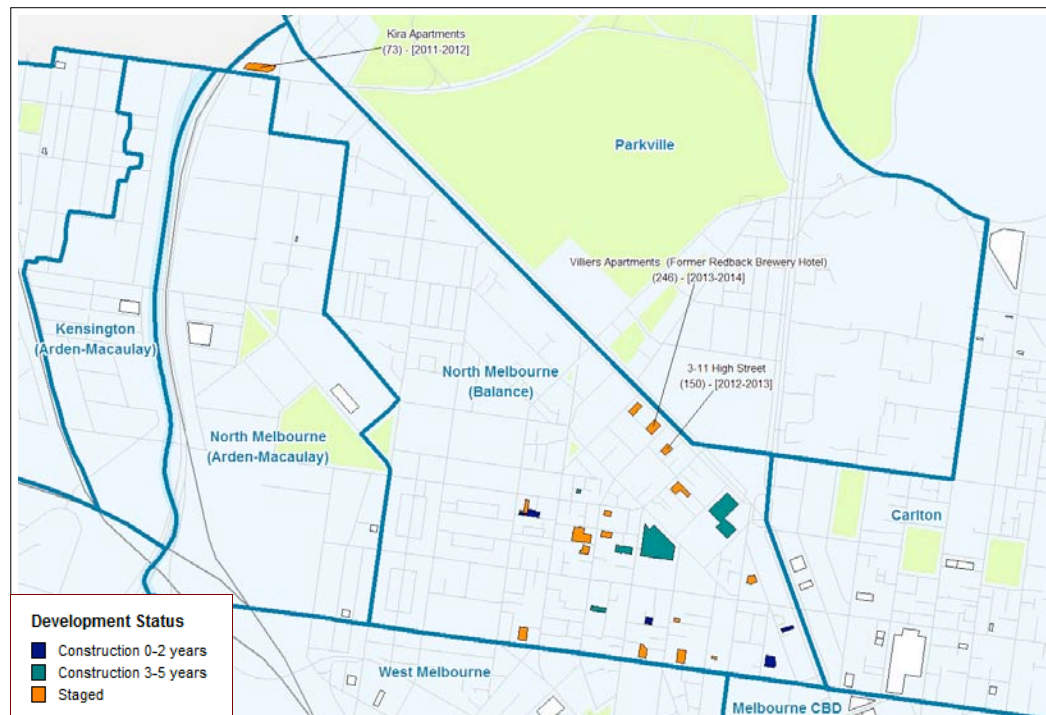 Kira Apartments
(73) - [2011-2012]
Parkville
Villiers Apartments (Former Redback Brewery Hotel)
(246) - [2013-2014]
Kensington
(Arden-Macaulay)
3-11 High Street
(150) - [2012-2013]
North Melbourne
(Balance)
North Melbourne
(Arden-Macaulay)
Carlton
Development Status
Construction 0-2 years
Construction 3-5 years
Staged
West Melbourne
Melbourne CBD